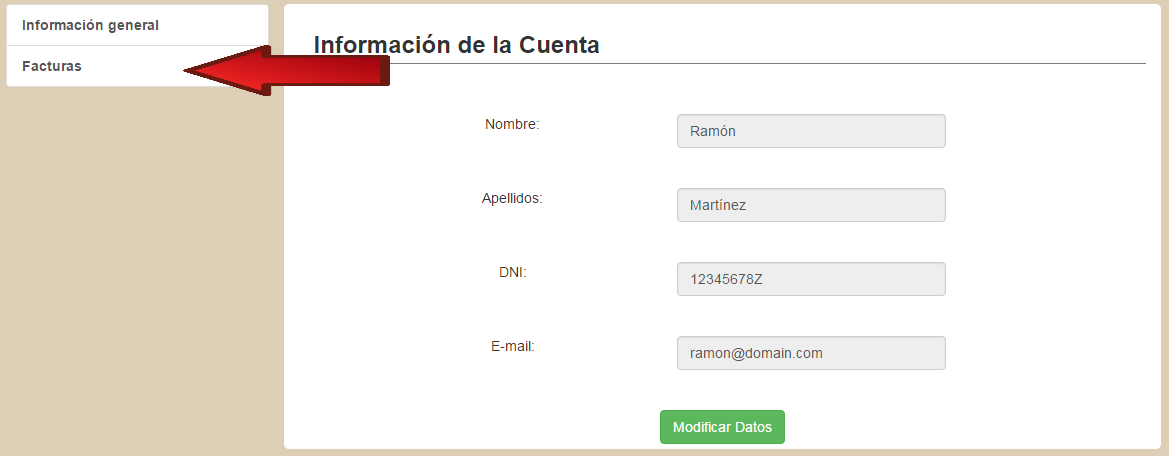 Información general
Facturas
Información de la Cuenta
Nombre:
Ramón
Apellidos:
Martínez
DNI:
12345678Z
E-mail:
ramon@domain.com
Modificar Datos